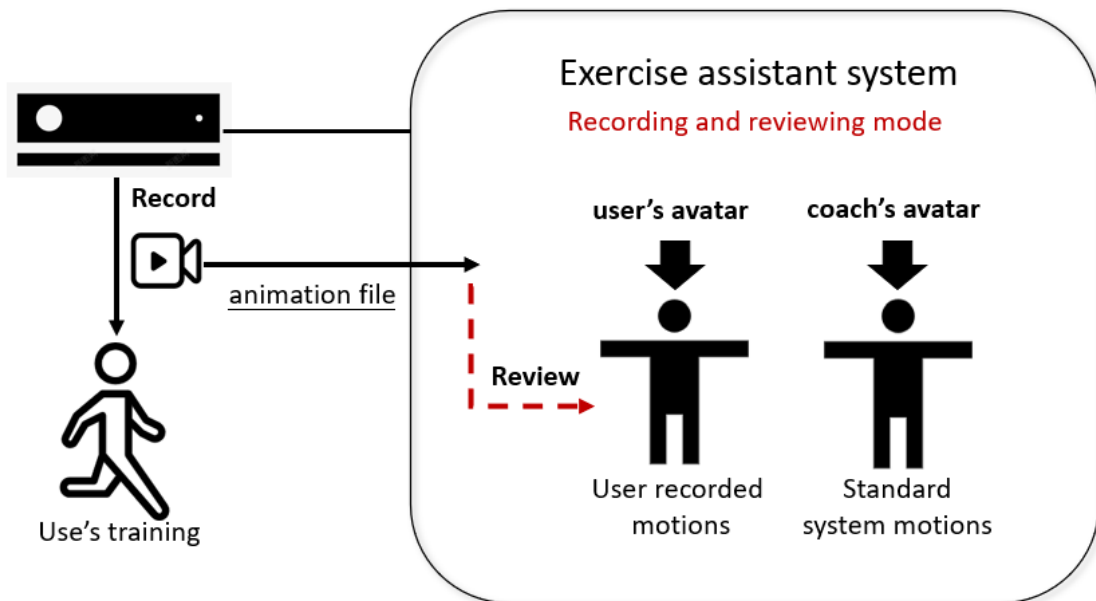 Exercise assistant system
Recording and reviewing mode
Record
animation file
Use's training
user's avatar
coach's avatar
Review
User recorded
motions
Standard
system motions